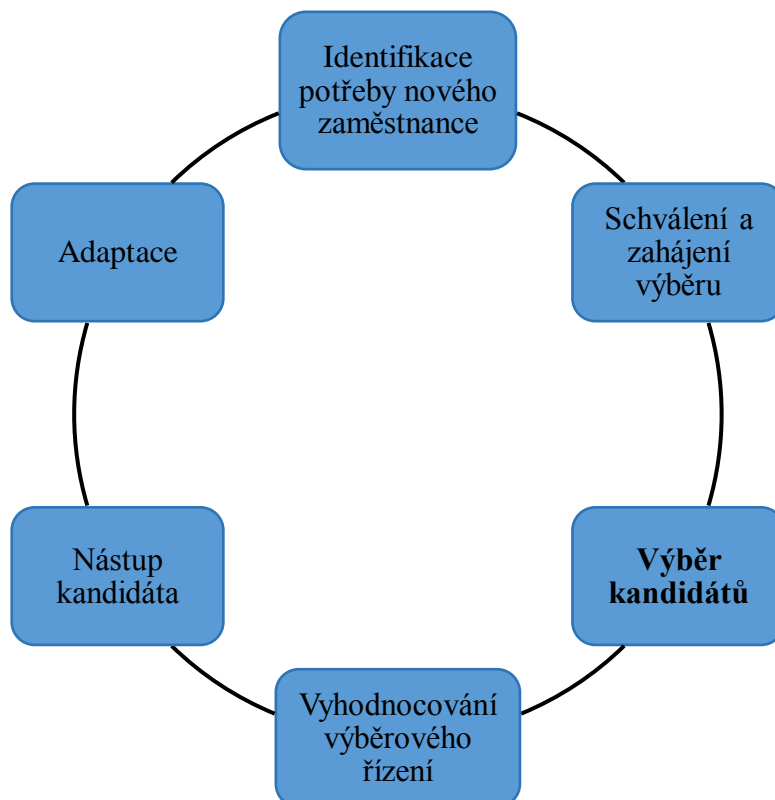 Identifikace
potřeby nového
zaměstnance
Schválení a
zahájení
výběru
Výběr
kandidátů
Vyhodnocování
výběrového
řízení
Nástup
kandidáta
Adaptace